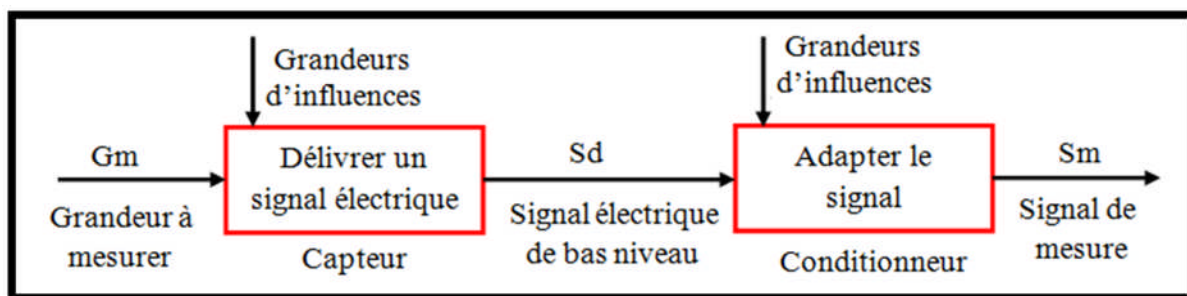 Grandeurs
d’influences
Grandeurs
d’influences
Gm
Grandeur à
mesurer
Délivrer un
signal électrique
Capteur
Sd
Signal électrique
de bas niveau
Adapter le
signal
Conditionneur
Sm
Signal de
mesure